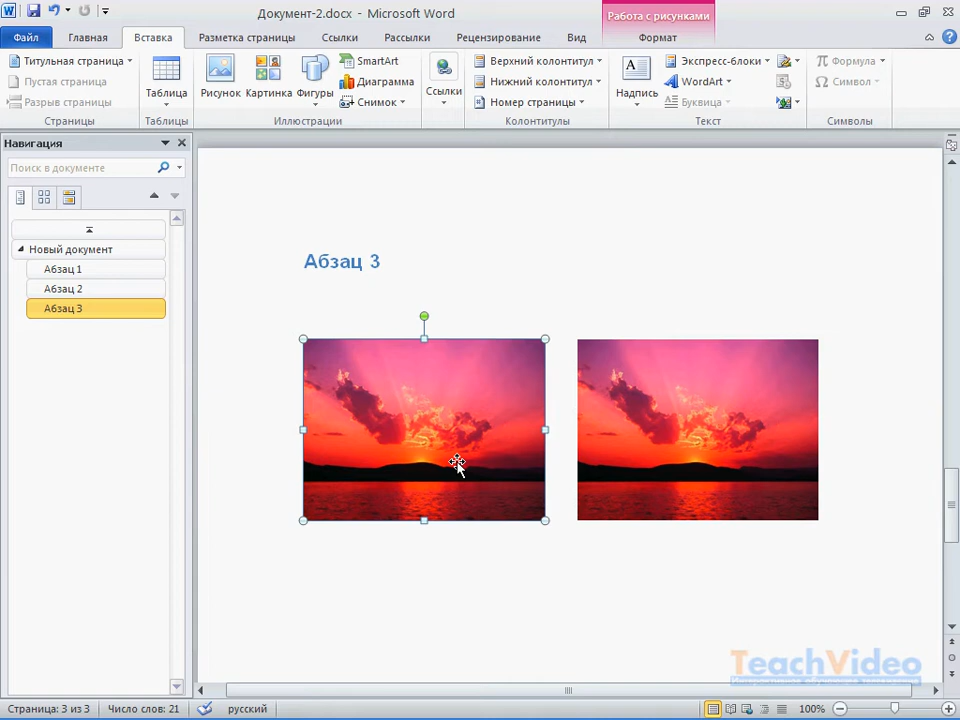 Документ-2.docx - Microsoft Word
Работа с рисунками
Файл Главная Вставка Разметка страницы Ссылки Рассылки Рецензирование Вид Формат
Титульная страница
Пустая страница
Разрыв страницы
Страницы
Таблица
Таблицы
Рисунок
Картинка
Фигуры
SmartArt
Диаграмма
Снимок
Иллюстрации
Ссылки
Верхний колонтитул
Нижний колонтитул
Номер страницы
Колонтитулы
Надпись
Экспресс-блоки
WordArt
Буквица
Текст
Формула
Символ
Символы
Навигация
Поиск в документе
Новый документ
Абзац 1
Абзац 2
Абзац 3
Абзац 3
TeachVideo
Страница: 3 из 3 Число слов: 21 русский 100%